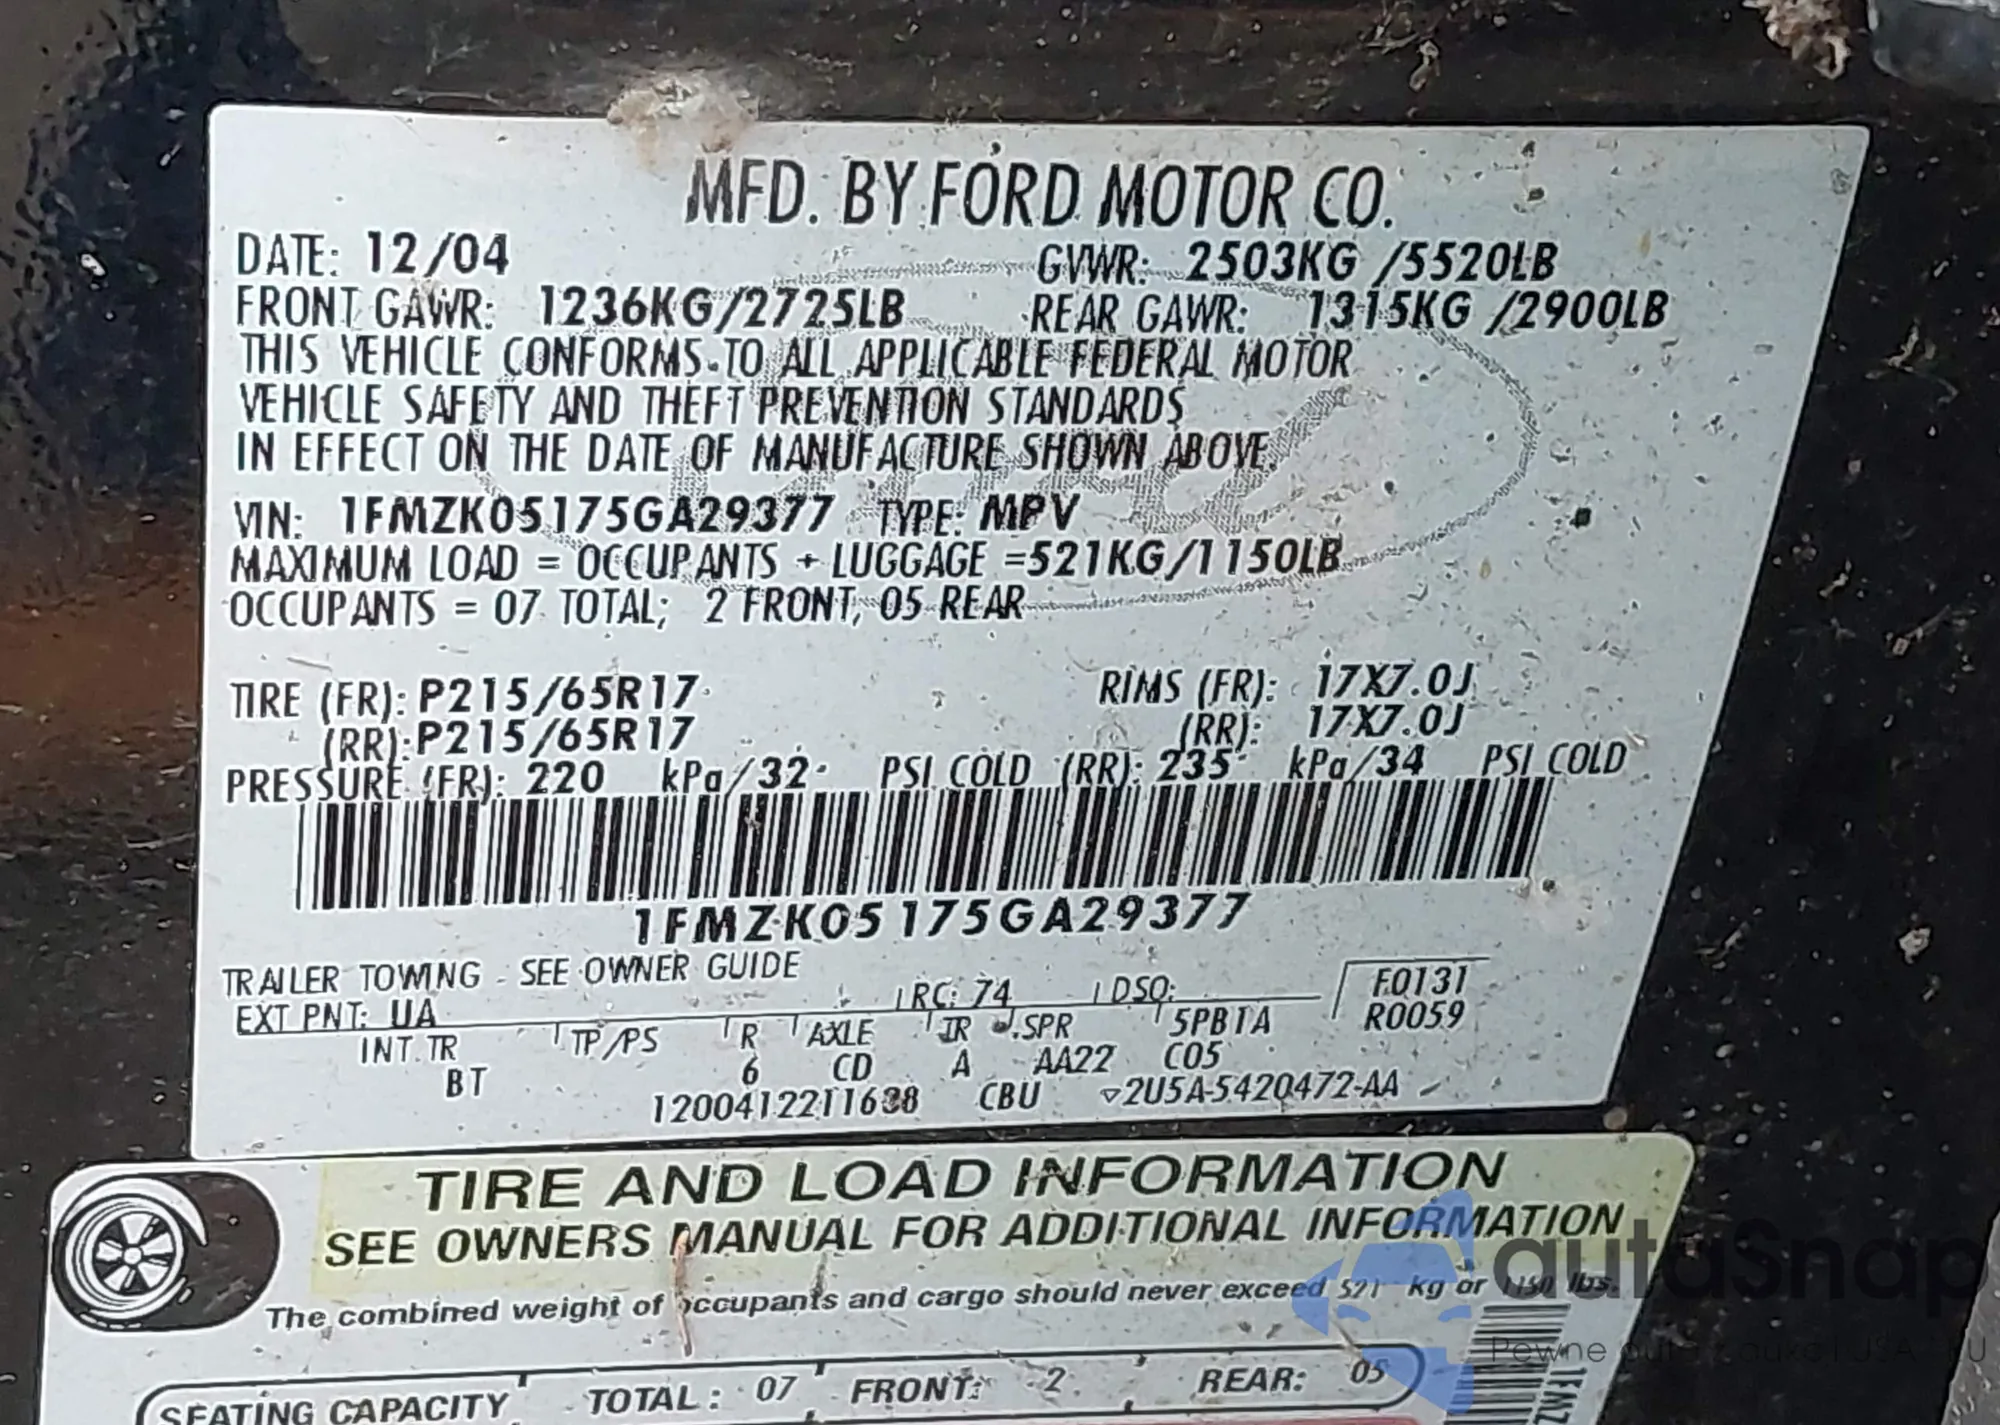 MFD. BY FORD MOTOR CO.
DATE: 12/04 GVWR: 2503KG /5520LB
FRONT GAWR: 1236KG/2725LB REAR GAWR: 1315KG /2900LB
THIS VEHICLE CONFORMS TO ALL APPLICABLE FEDERAL MOTOR
VEHICLE SAFETY AND THEFT PREVENTION STANDARDS
IN EFFECT ON THE DATE OF MANUFACTURE SHOWN ABOVE.
VIN: 1FMZK05175GA29377 TYPE: MPV
MAXIMUM LOAD = OCCUPANTS + LUGGAGE =521KG/1150LB
OCCUPANTS = 07 TOTAL; 2 FRONT, 05 REAR
TIRE (FR): P215/65R17 RIMS (FR): 17X7.0J
(RR): P215/65R17 (RR): 17X7.0J
PRESSURE (FR): 220 kPa/32 PSI COLD (RR): 235 kPa/34 PSI COLD
1FMZK05175GA29377
TRAILER TOWING - SEE OWNER GUIDE
EXT PNT: UA RC: 74 DSO: F0131
R0059
INT TR TP/PS R AXLE TR SPR 5PBTA
BT 6 CD A AA22 C05
1200412211638 CBU ▿2U5A-5420472-AA
TIRE AND LOAD INFORMATION
SEE OWNERS MANUAL FOR ADDITIONAL INFORMATION
The combined weight of occupants and cargo should never exceed 521 kg or 1150 lbs.
SEATING CAPACITY TOTAL: 07 FRONT: 2 REAR: 05
autaSnap